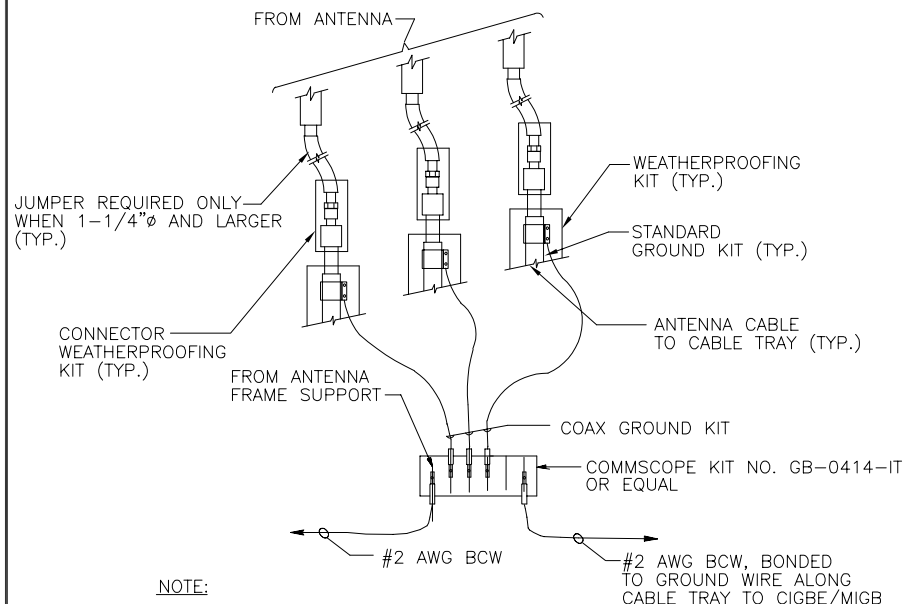 FROM ANTENNA
JUMPER REQUIRED ONLY
WHEN 1-1/4"ø AND LARGER
(TYP.)
WEATHERPROOFING
KIT (TYP.)
STANDARD
GROUND KIT (TYP.)
CONNECTOR
WEATHERPROOFING
KIT (TYP.)
ANTENNA CABLE
TO CABLE TRAY (TYP.)
FROM ANTENNA
FRAME SUPPORT
COAX GROUND KIT
COMMSCOPE KIT NO. GB-0414-IT
OR EQUAL
#2 AWG BCW
#2 AWG BCW, BONDED
TO GROUND WIRE ALONG
CABLE TRAY TO CIGBE/MIGB
NOTE: